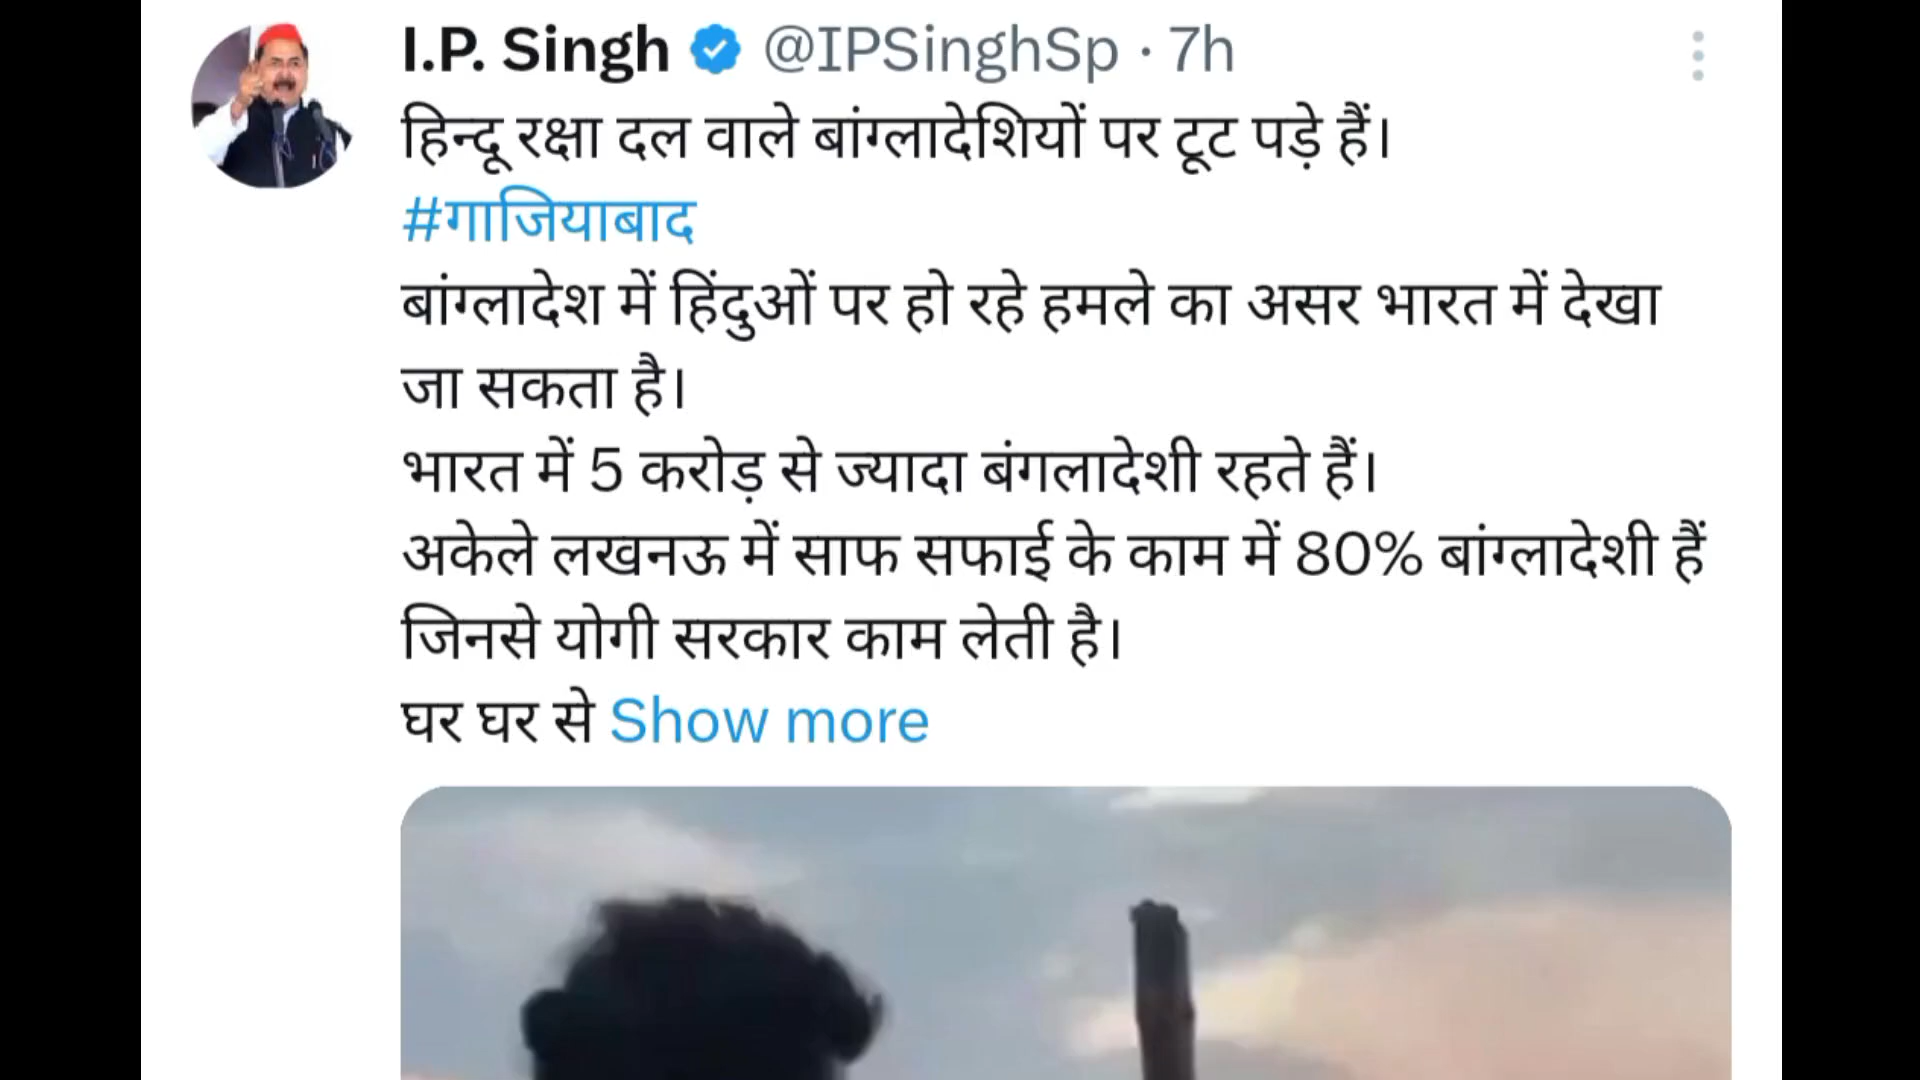 I.P. Singh @IPSinghSp · 7h
हिन्दू रक्षा दल वाले बांग्लादेशियों पर टूट पड़े हैं।
#गाजियाबाद
बांग्लादेश में हिंदुओं पर हो रहे हमले का असर भारत में देखा
जा सकता है।
भारत में 5 करोड़ से ज्यादा बंगलादेशी रहते हैं।
अकेले लखनऊ में साफ सफाई के काम में 80% बांग्लादेशी हैं
जिनसे योगी सरकार काम लेती है।
घर घर से Show more